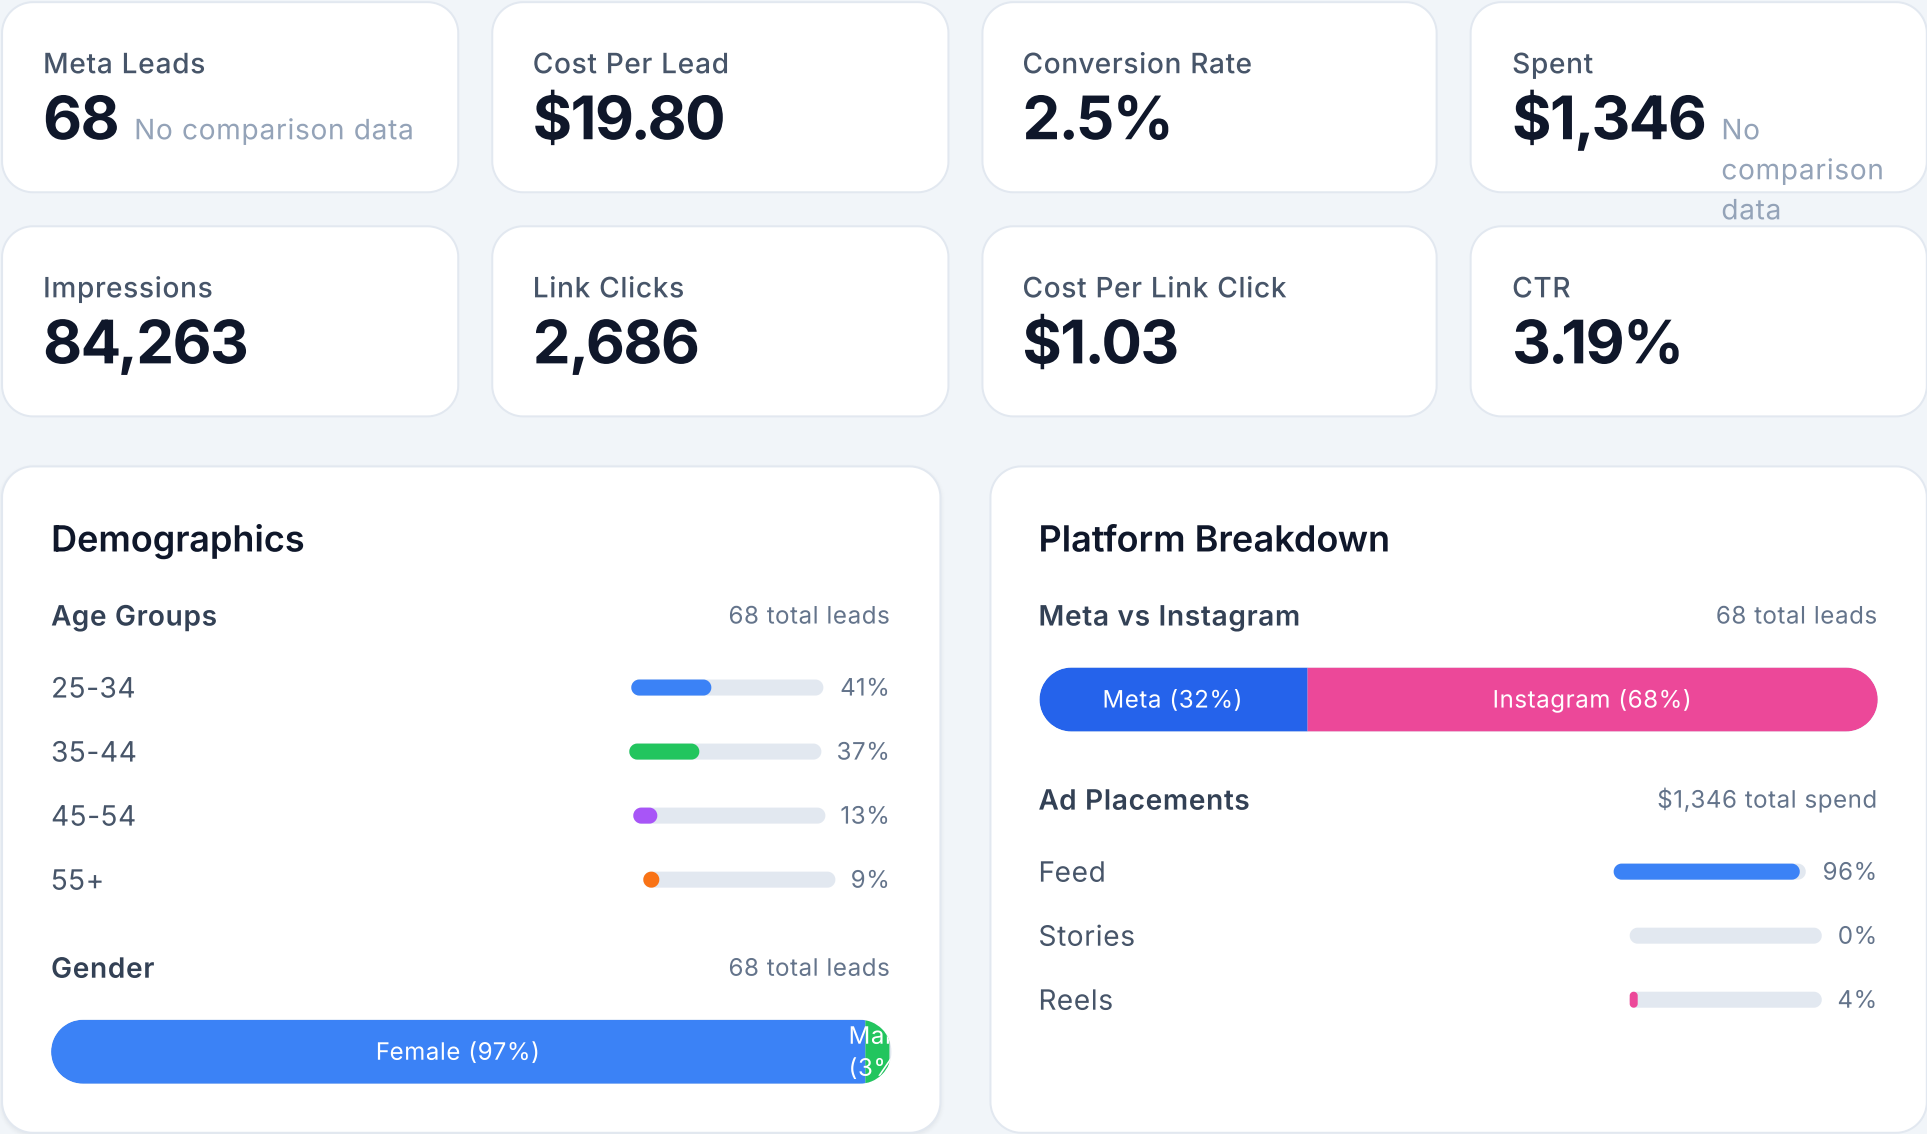 Meta Leads
68 No comparison data
Cost Per Lead
$19.80
Conversion Rate
2.5%
Spent
$1,346 No
comparison
data
Impressions
84,263
Link Clicks
2,686
Cost Per Link Click
$1.03
CTR
3.19%
Demographics
Age Groups 68 total leads
25-34 41%
35-44 37%
45-54 13%
55+ 9%
Gender 68 total leads
Female (97%)
Ma
(3%
Platform Breakdown
Meta vs Instagram 68 total leads
Meta (32%) Instagram (68%)
Ad Placements $1,346 total spend
Feed 96%
Stories 0%
Reels 4%